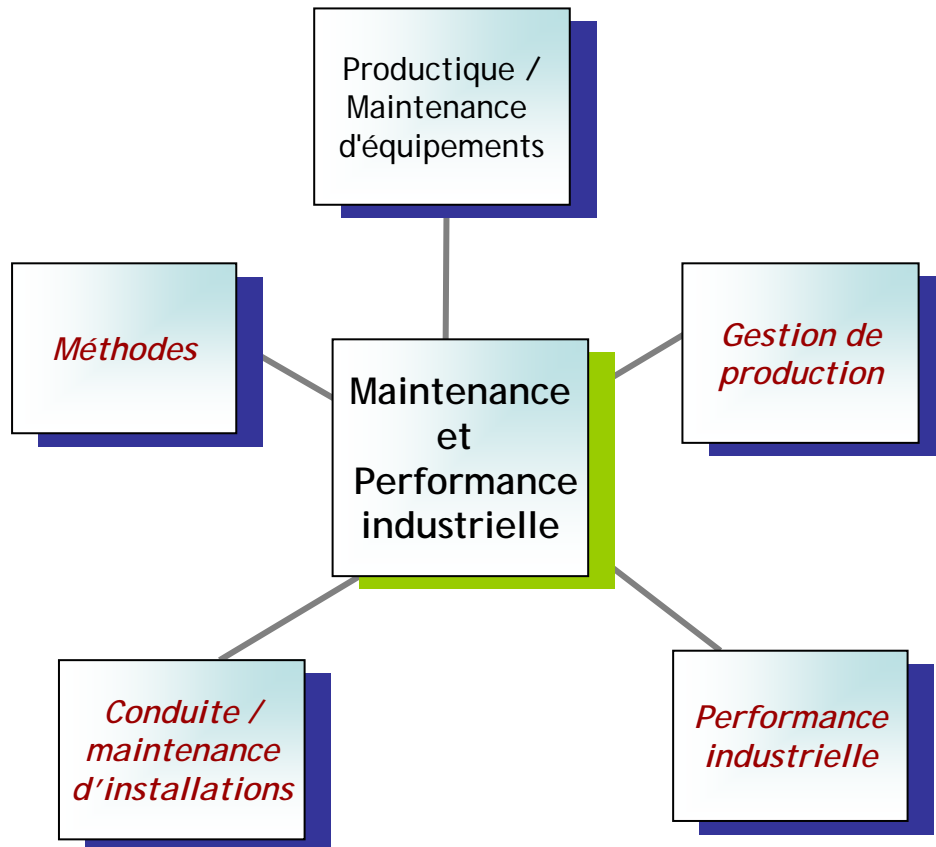 Productique /
Maintenance
d'équipements
Méthodes
Gestion de
production
Maintenance
et
Performance
industrielle
Conduite /
maintenance
d’installations
Performance
industrielle